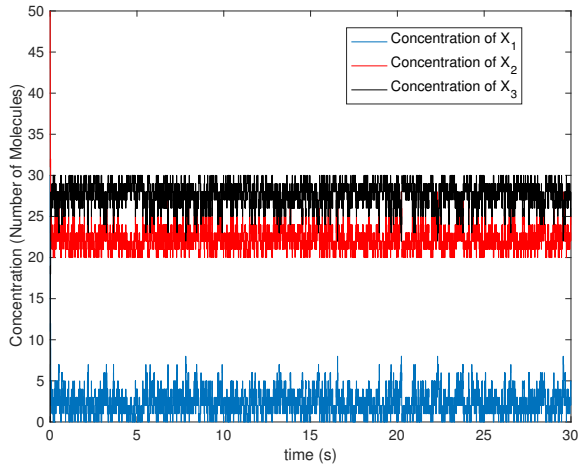 50
45
40
35
30
25
20
15
10
5
0
Concentration (Number of Molecules)
Concentration of X₁
Concentration of X₂
Concentration of X₃
0 5 10 15 20 25 30
time (s)